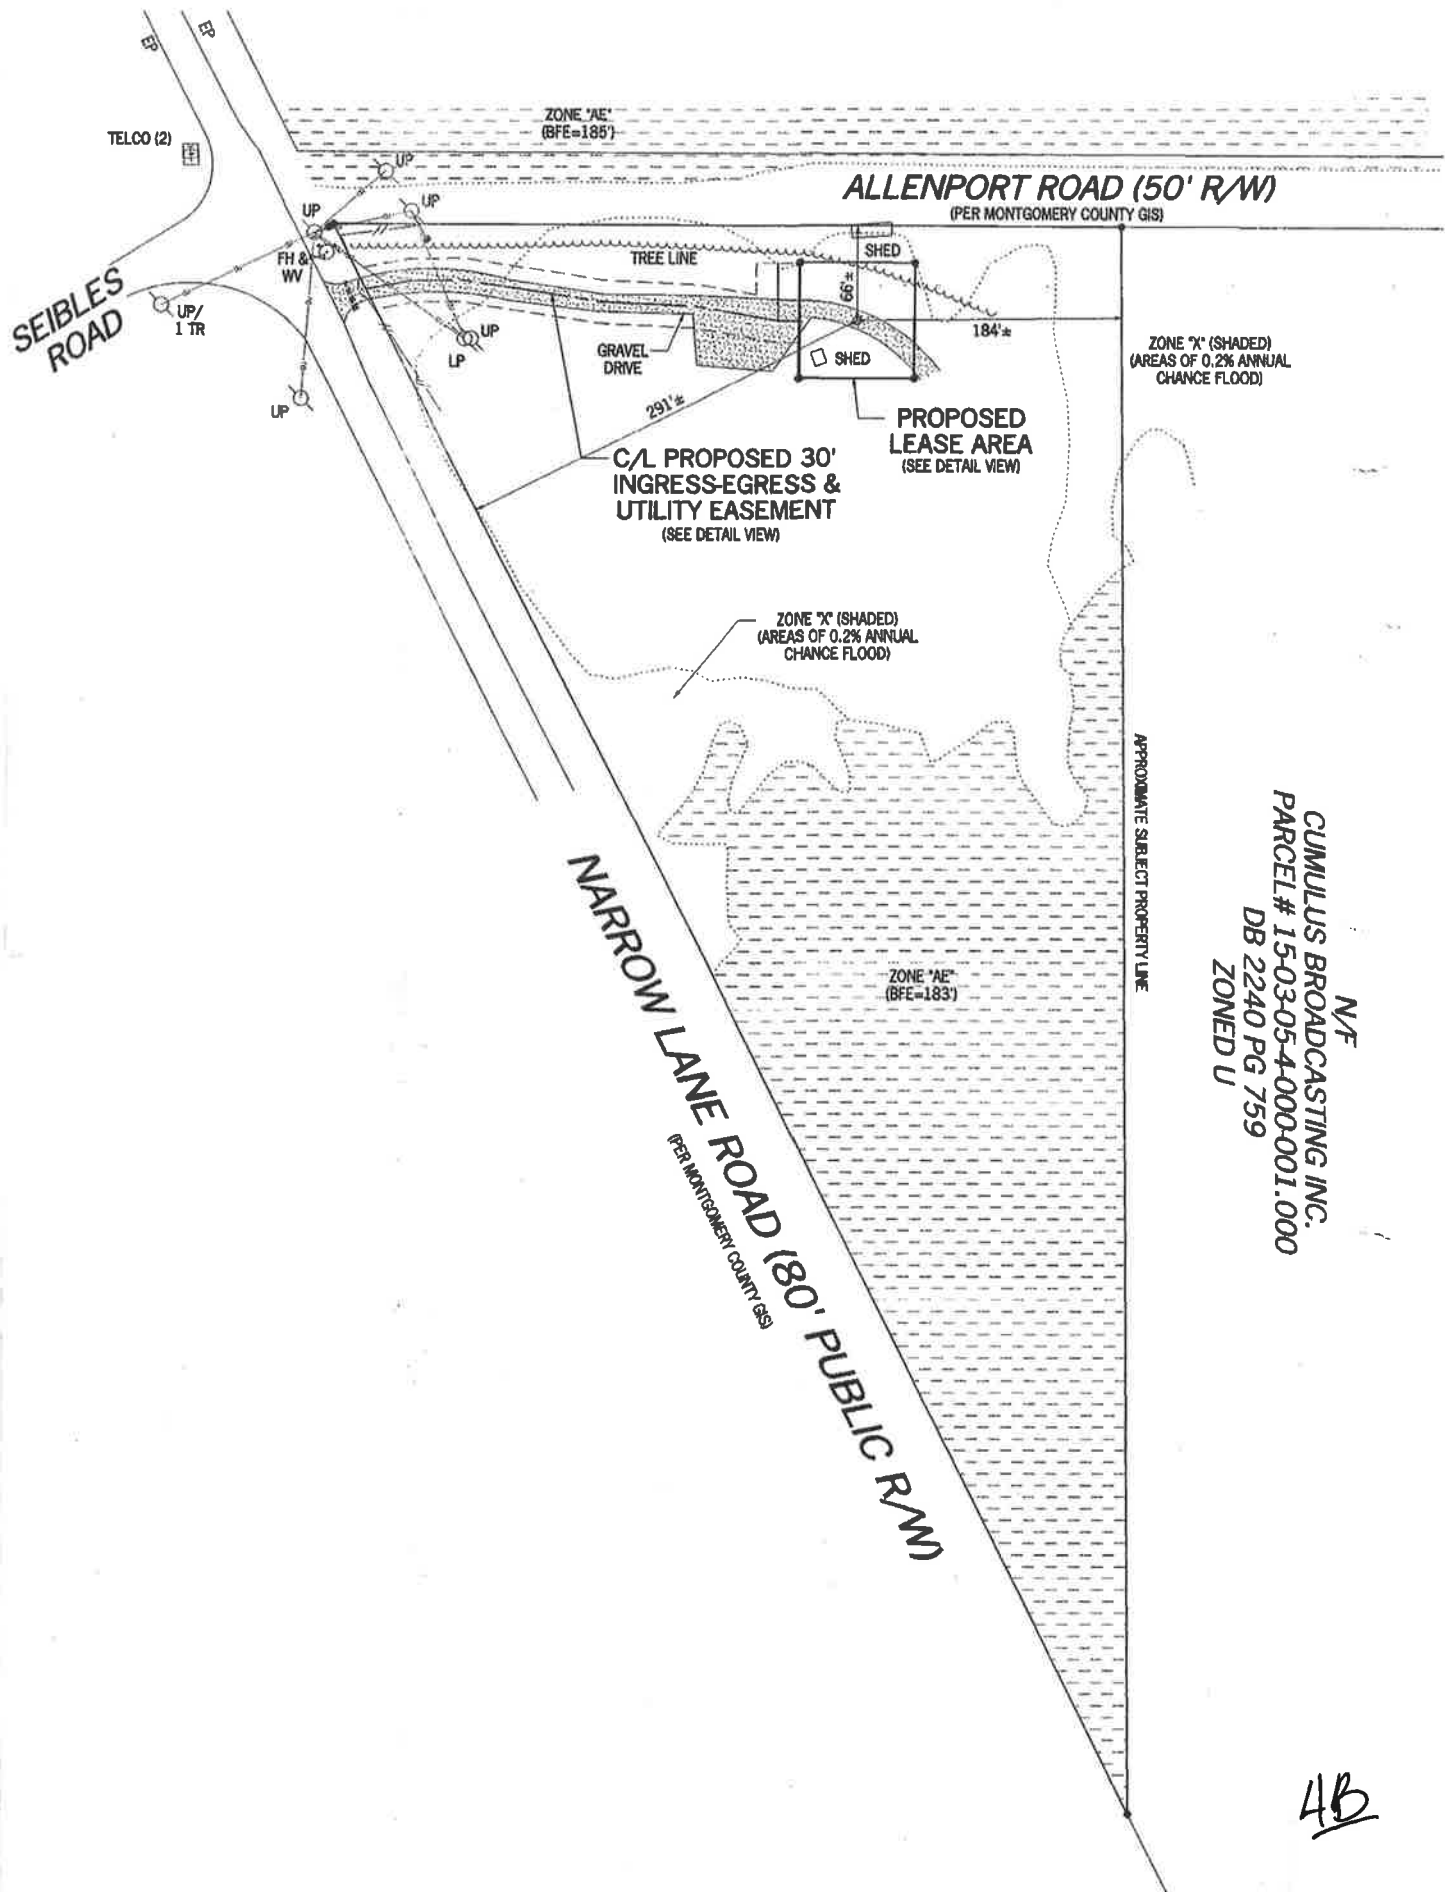 EP
EP
TELCO (2)
ZONE "AE"
(BFE=185')
UP
UP
UP
ALLENPORT ROAD (50' R/W)
(PER MONTGOMERY COUNTY GIS)
FH &
WV
TREE LINE
SHED
66'±
SEIBLES
ROAD
UP/
1 TR
UP
LP
UP
GRAVEL
DRIVE
SHED
184'±
ZONE "X" (SHADED)
(AREAS OF 0.2% ANNUAL
CHANCE FLOOD)
291'±
PROPOSED
LEASE AREA
(SEE DETAIL VIEW)
C/L PROPOSED 30'
INGRESS-EGRESS &
UTILITY EASEMENT
(SEE DETAIL VIEW)
ZONE "X" (SHADED)
(AREAS OF 0.2% ANNUAL
CHANCE FLOOD)
APPROXIMATE SUBJECT PROPERTY LINE
N/F
CUMULUS BROADCASTING INC.
PARCEL# 15-03-05-4-000-001.000
DB 2240 PG 759
ZONED U
ZONE "AE"
(BFE=183')
NARROW LANE ROAD (80' PUBLIC R/W)
(PER MONTGOMERY COUNTY GIS)
4B